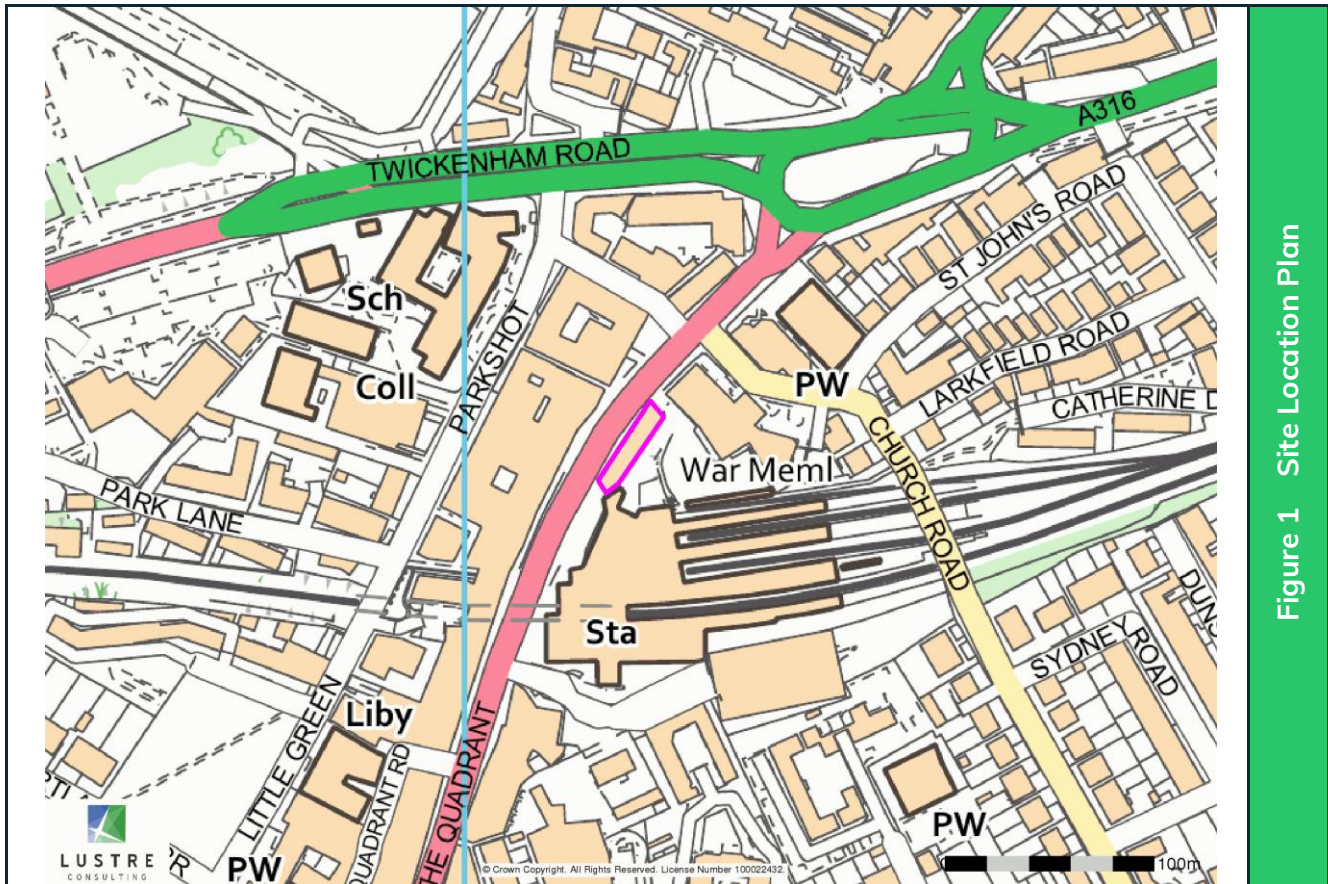 TWICKENHAM ROAD
A316
ST JOHN'S ROAD
Sch
PARKSHOT
LARKFIELD ROAD
Coll
PW
CATHERINE D
CHURCH ROAD
War Meml
PARK LANE
Sta
SYDNEY ROAD
DUNS
Liby
LITTLE GREEN
QUADRANT RD
THE QUADRANT
PW
PW
LUSTRE
CONSULTING
© Crown Copyright. All Rights Reserved. License Number 100022432.
100m
Figure 1 Site Location Plan